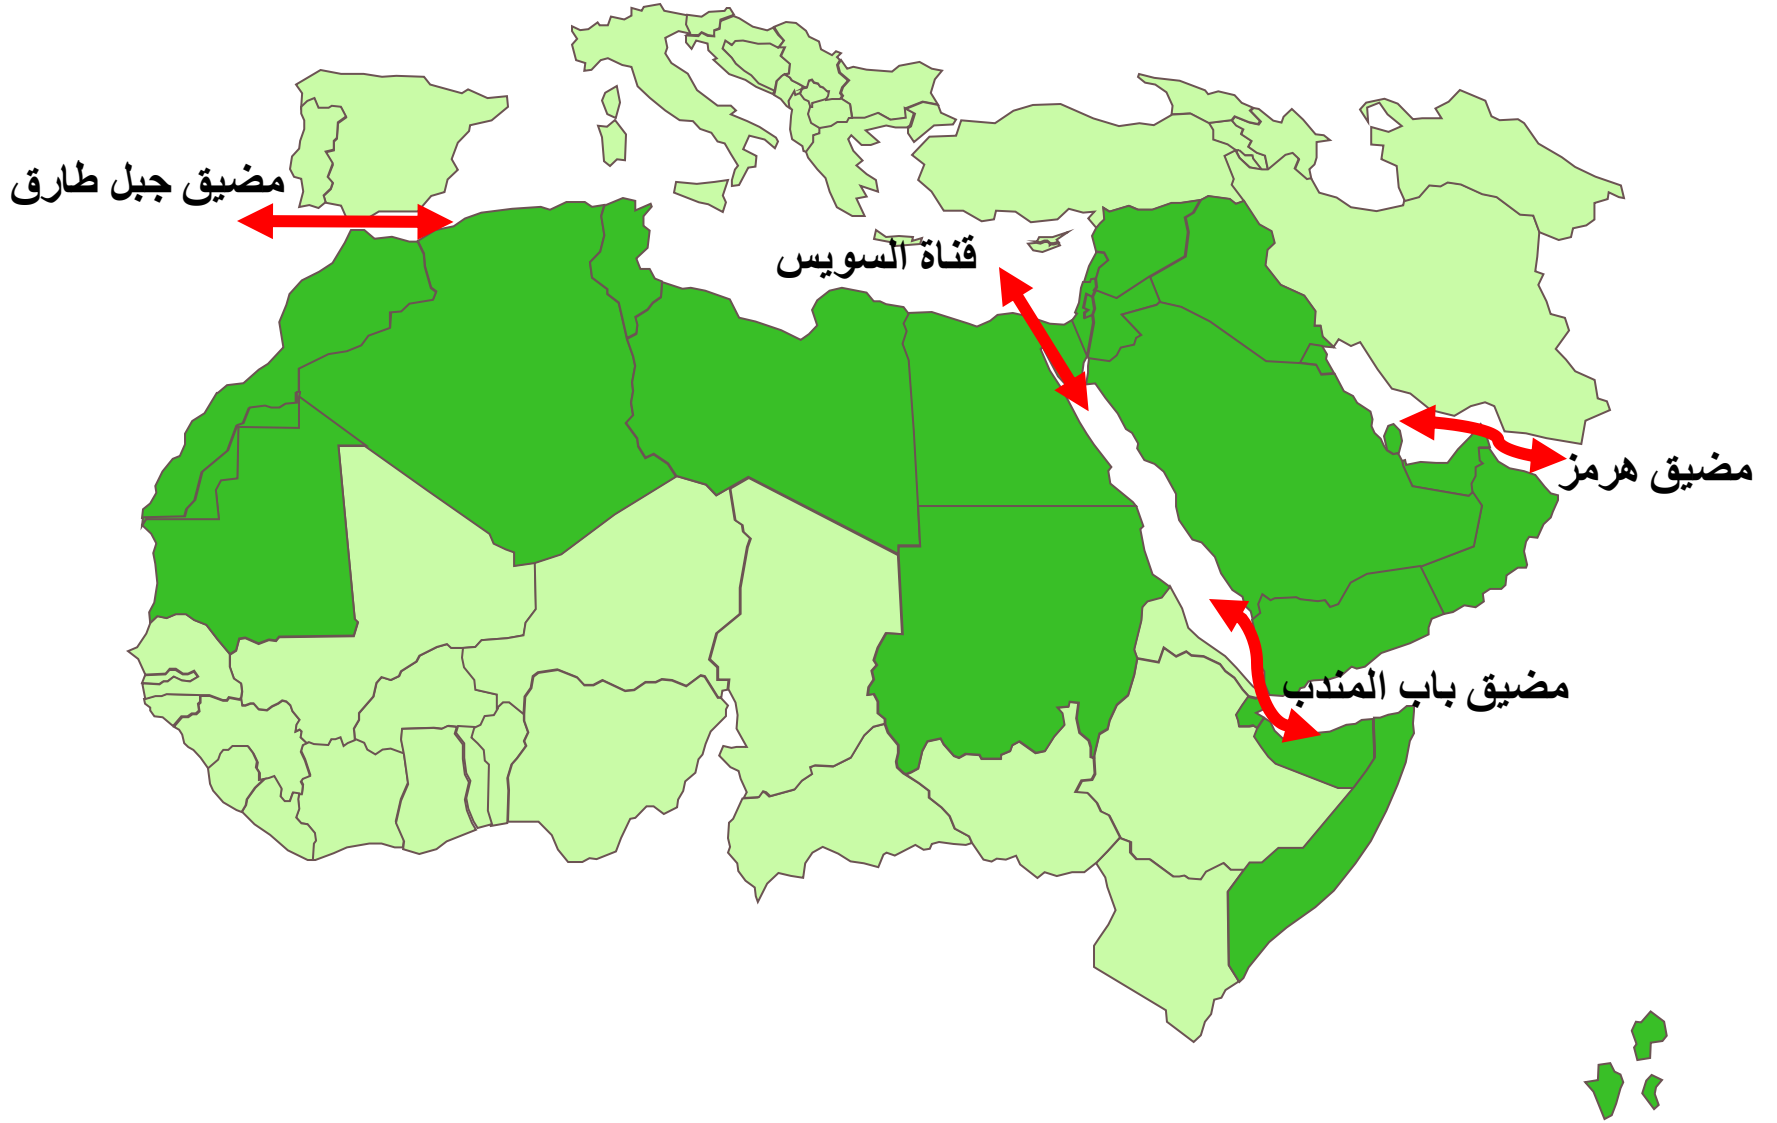 مضيق جبل طارق
قناة السويس
مضيق هرمز
مضيق باب المندب